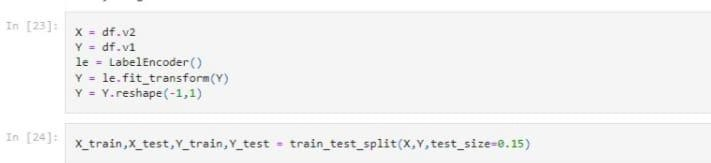 In [23]:
X = df.v2
Y = df.v1
le = LabelEncoder()
Y = le.fit_transform(Y)
Y = Y.reshape(-1,1)
In [24]:
X_train,X_test,Y_train,Y_test = train_test_split(X,Y,test_size=0.15)